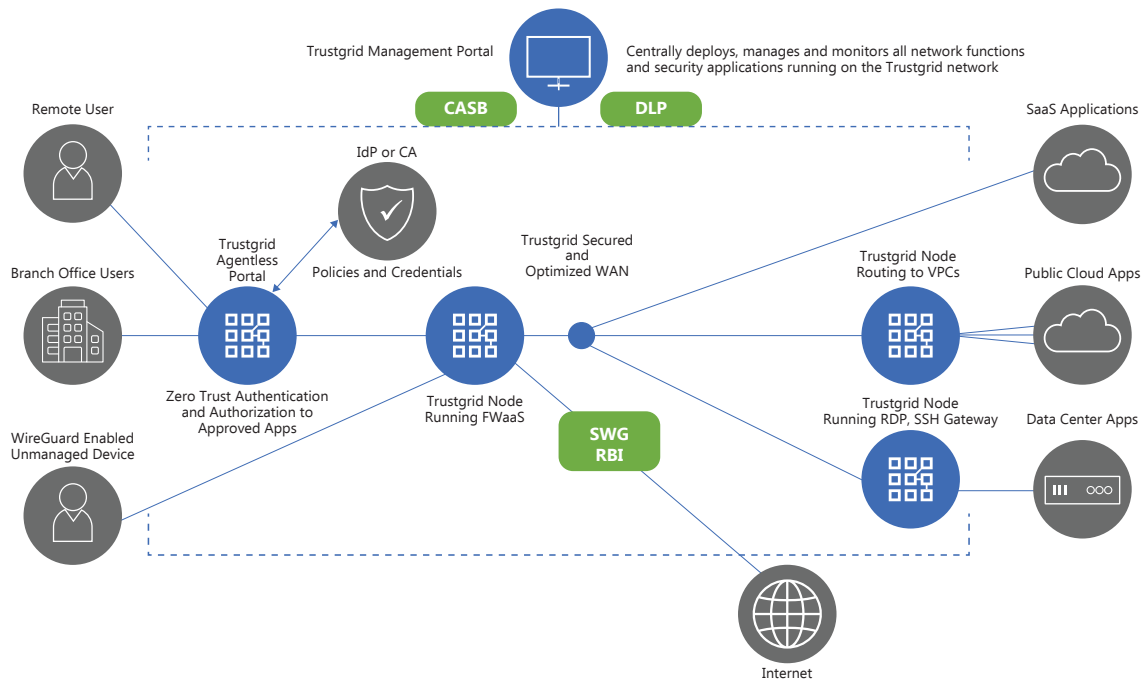 Trustgrid Management Portal
Centrally deploys, manages and monitors all network functions
and security applications running on the Trustgrid network
CASB
DLP
Remote User
SaaS Applications
IdP or CA
Policies and Credentials
Trustgrid
Agentless
Portal
Trustgrid Secured
and
Optimized WAN
Trustgrid Node
Routing to VPCs
Branch Office Users
Public Cloud Apps
Zero Trust Authentication
and Authorization to
Approved Apps
Trustgrid Node
Running FWaaS
Trustgrid Node
Running RDP, SSH Gateway
Data Center Apps
WireGuard Enabled
Unmanaged Device
SWG
RBI
Internet